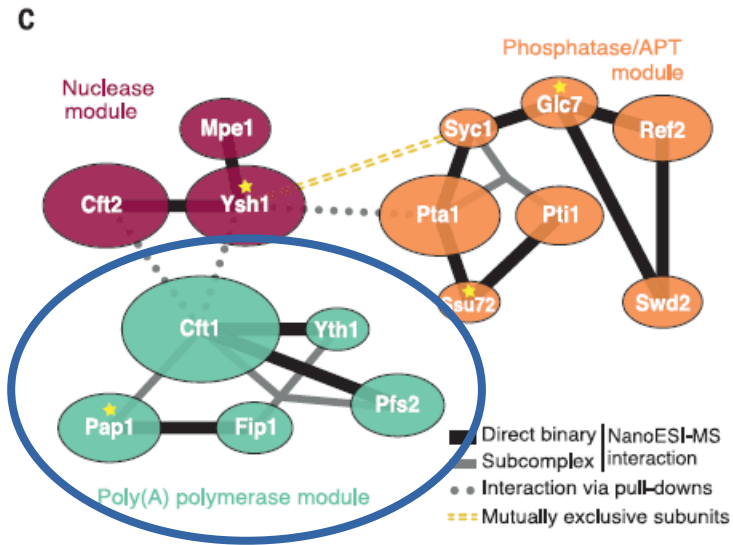 C
Phosphatase/APT
module
Nuclease
module
Mpe1
Syc1
Glc7
Ref2
Cft2
Ysh1
Pta1
Pti1
Ssu72
Swd2
Cft1
Yth1
Pap1
Fip1
Pfs2
Poly(A) polymerase module
Direct binary
Subcomplex
NanoESI-MS
interaction
Interaction via pull-downs
Mutually exclusive subunits